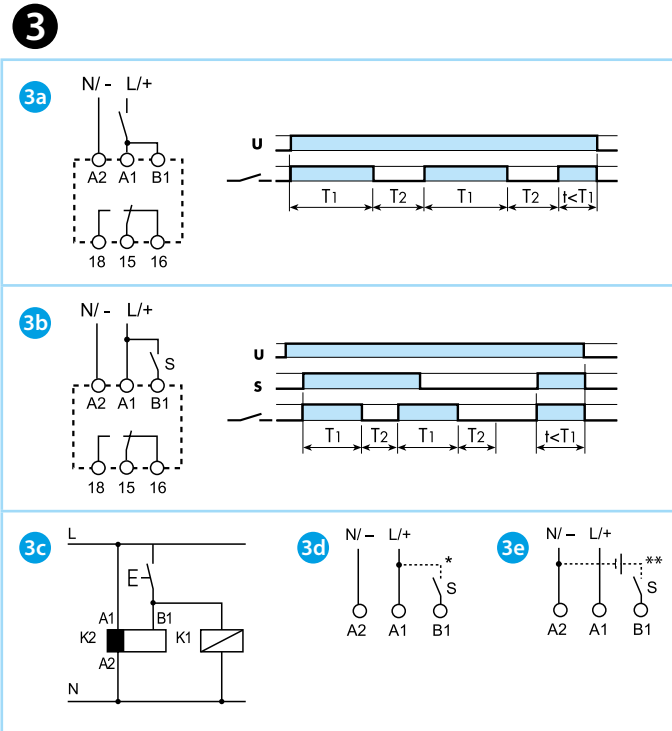 3
3a
N/ - L/+
A2 A1 B1
18 15 16
U
T1 T2 T1 T2 t<T1
3b
N/ - L/+
S
A2 A1 B1
18 15 16
U
S
T1 T2 T1 T2 t<T1
3c
L
E
A1 B1
K2 K1
A2
N
3d
N/ - L/+
*
S
A2 A1 B1
3e
N/ - L/+
**
S
A2 A1 B1